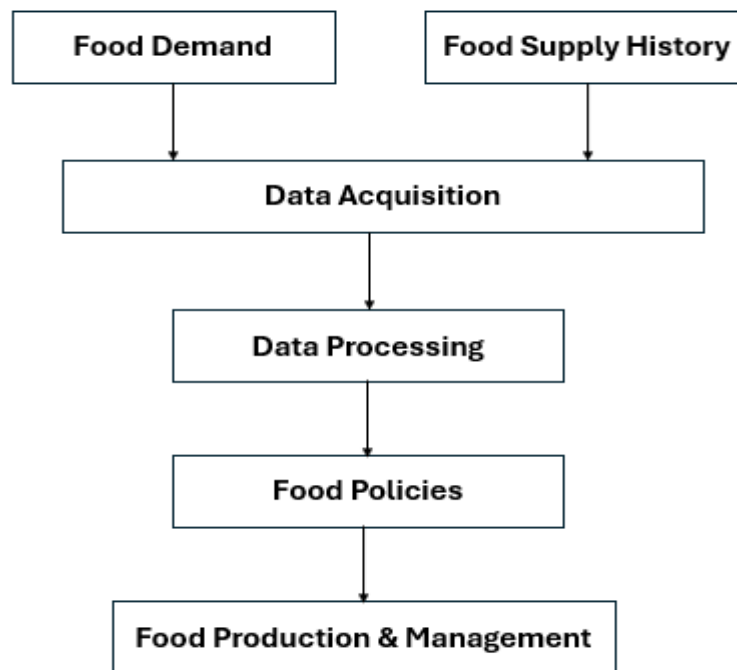 Food Demand
Food Supply History
Data Acquisition
Data Processing
Food Policies
Food Production & Management